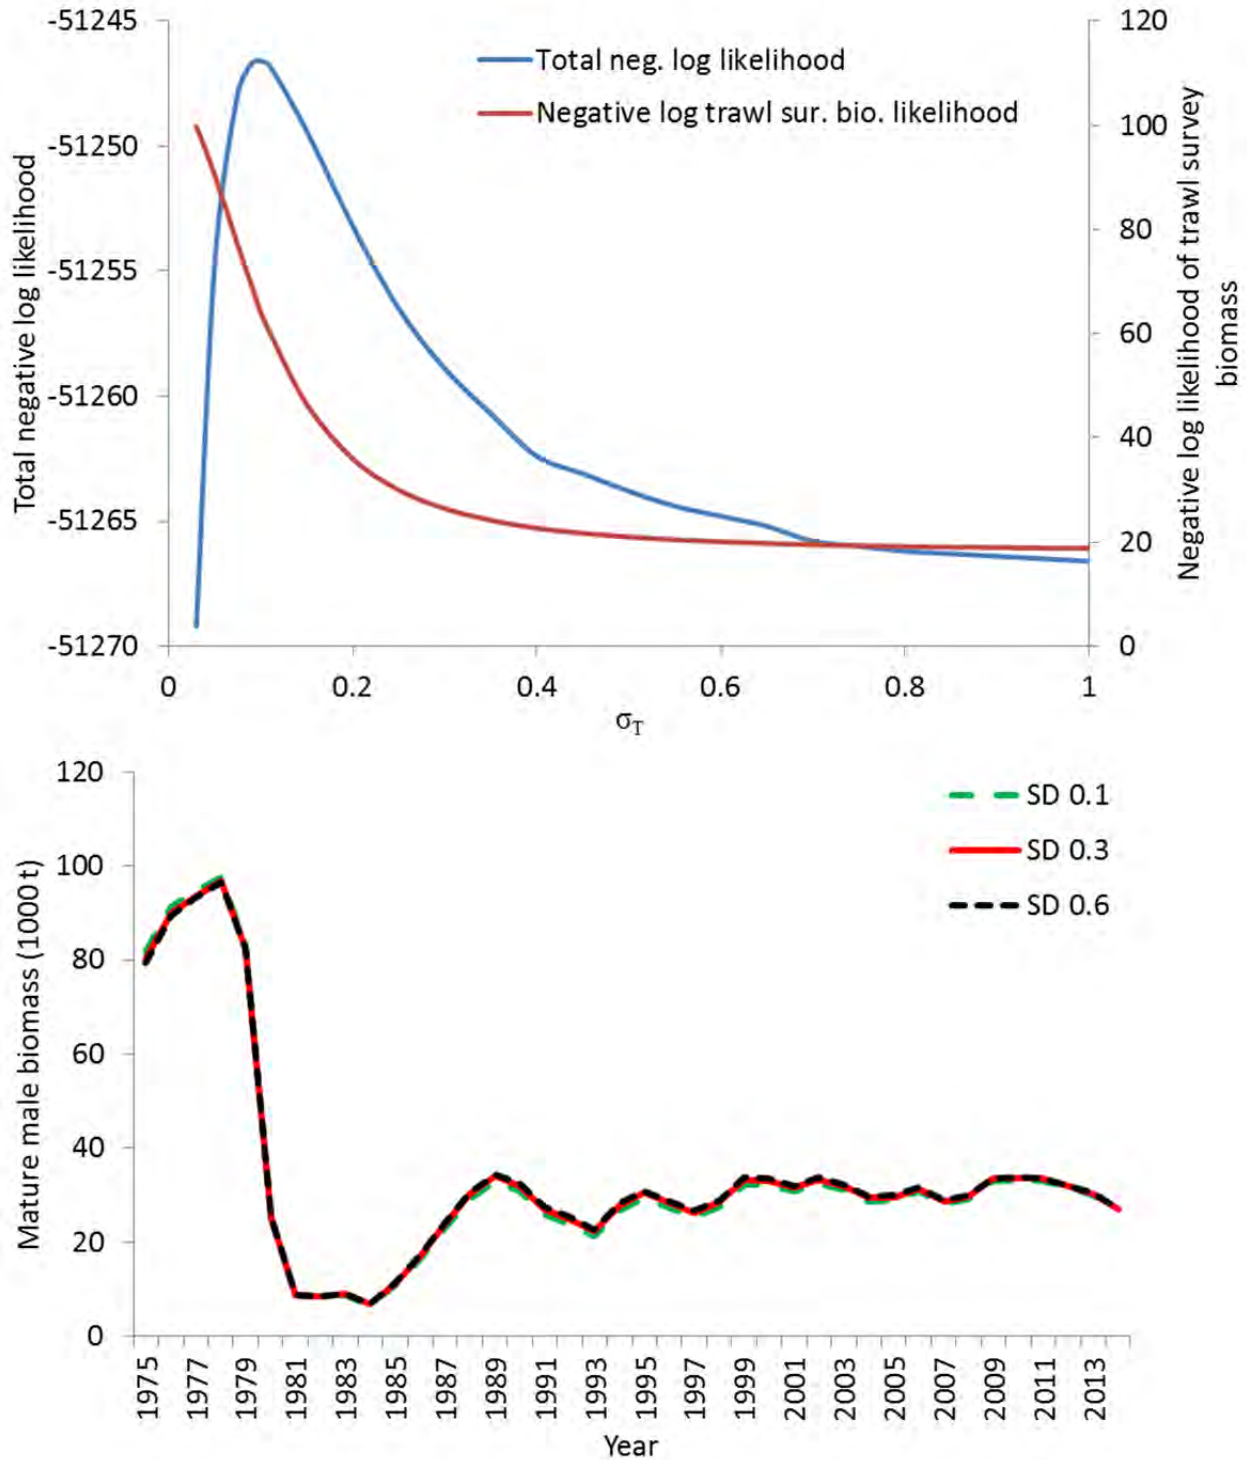 -51245
-51250
-51255
-51260
-51265
-51270
Total negative log likelihood
Total neg. log likelihood
Negative log trawl sur. bio. likelihood
120
100
80
60
40
20
0
Negative log likelihood of trawl survey
biomass
0 0.2 0.4 0.6 0.8 1
σT
120
100
80
60
40
20
0
Mature male biomass (1000 t)
SD 0.1
SD 0.3
SD 0.6
1975 1977 1979 1981 1983 1985 1987 1989 1991 1993 1995 1997 1999 2001 2003 2005 2007 2009 2011 2013
Year